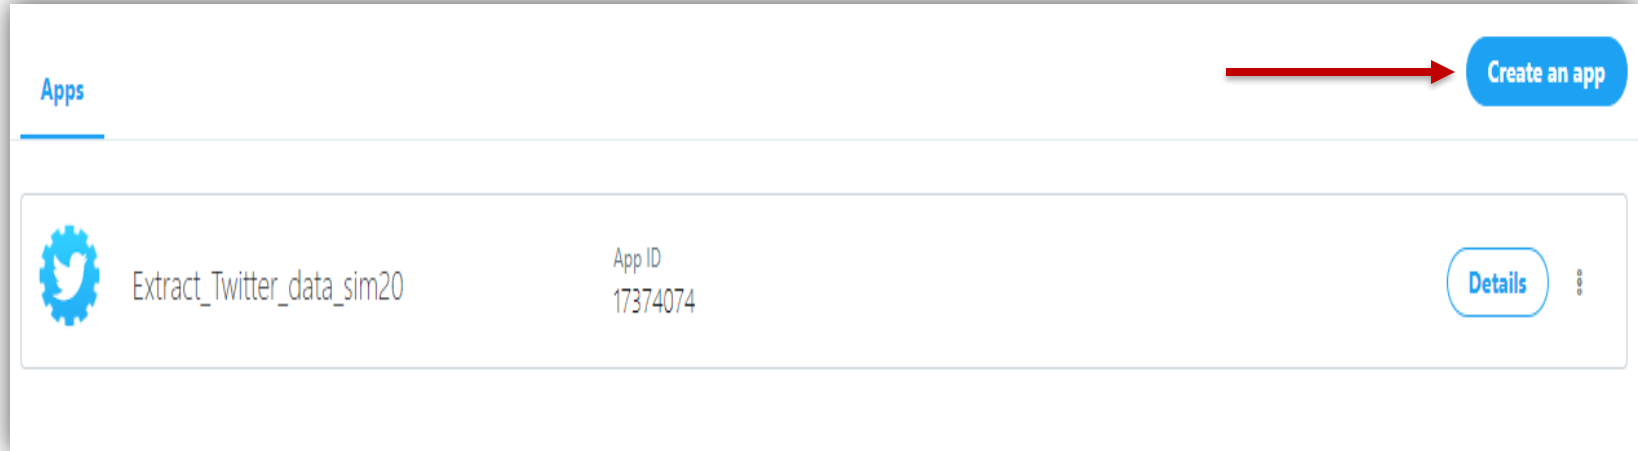 Create an app
Apps
App ID
Extract_Twitter_data_sim20
17374074
Details